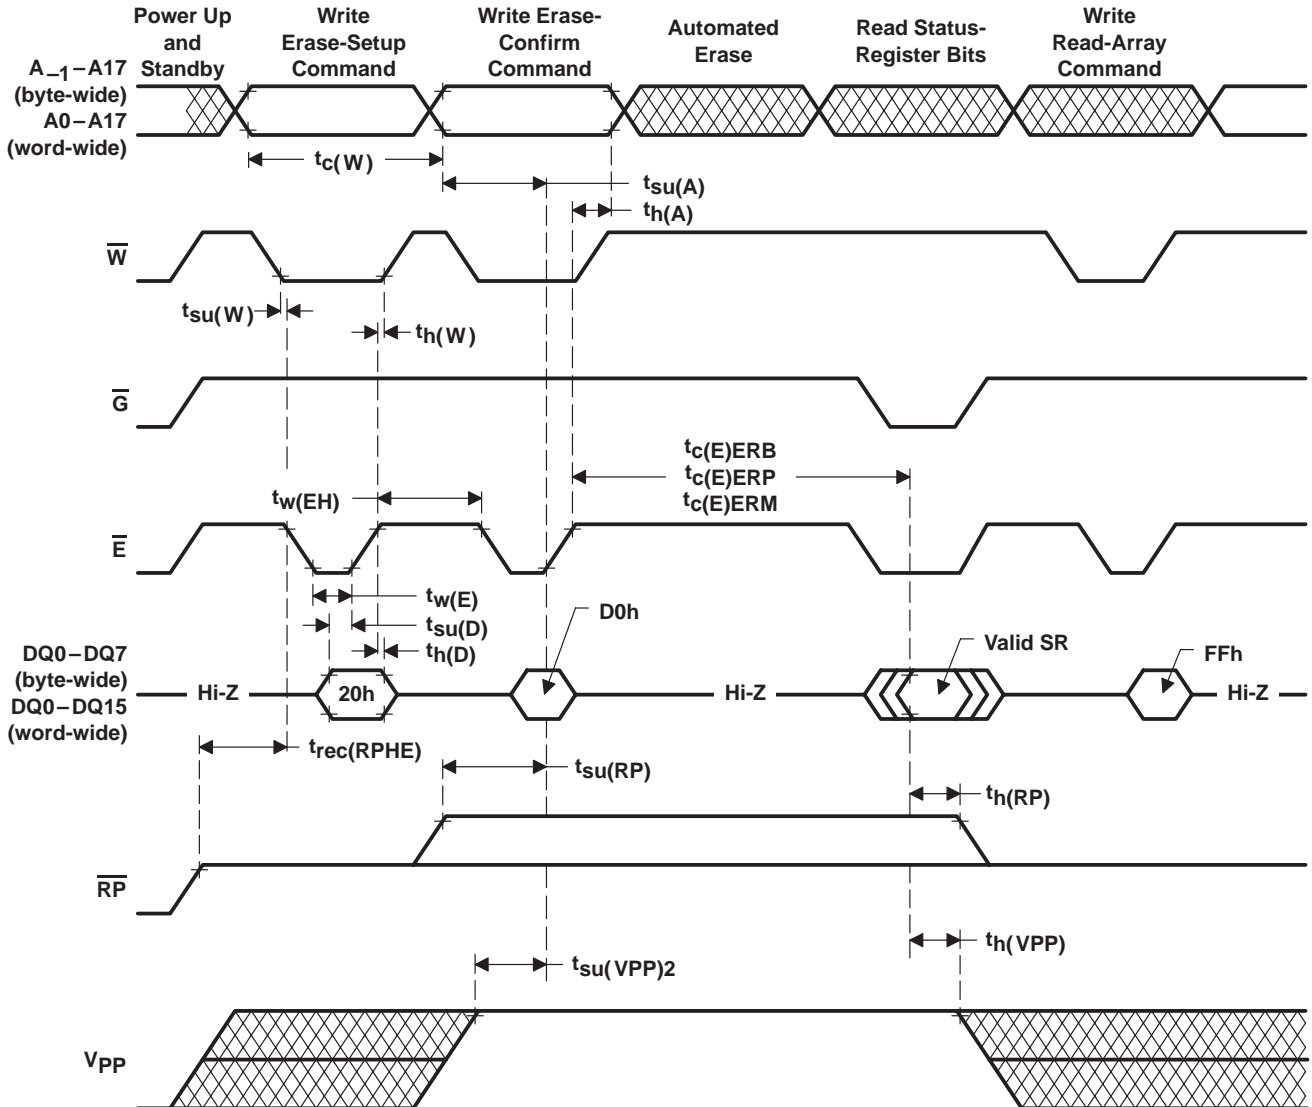 Power Up
and
Standby
Write
Erase-Setup
Command
Write Erase-
Confirm
Command
Automated
Erase
Read Status-
Register Bits
Write
Read-Array
Command
A–1–A17
(byte-wide)
A0–A17
(word-wide)
tc(W)
tsu(A)
th(A)
W
tsu(W)
th(W)
G
tc(E)ERB
tc(E)ERP
tc(E)ERM
tw(EH)
E
tw(E)
tsu(D)
th(D)
D0h
Valid SR
FFh
DQ0–DQ7
(byte-wide)
DQ0–DQ15
(word-wide)
Hi-Z
20h
Hi-Z
Hi-Z
trec(RPHE)
tsu(RP)
th(RP)
RP
th(VPP)
tsu(VPP)2
VPP